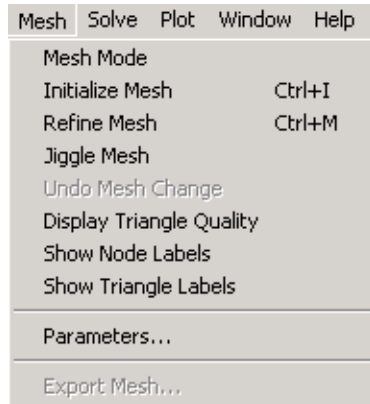 Mesh Solve Plot Window Help
Mesh Mode
Initialize Mesh Ctrl+I
Refine Mesh Ctrl+M
Jiggle Mesh
Undo Mesh Change
Display Triangle Quality
Show Node Labels
Show Triangle Labels
Parameters...
Export Mesh...